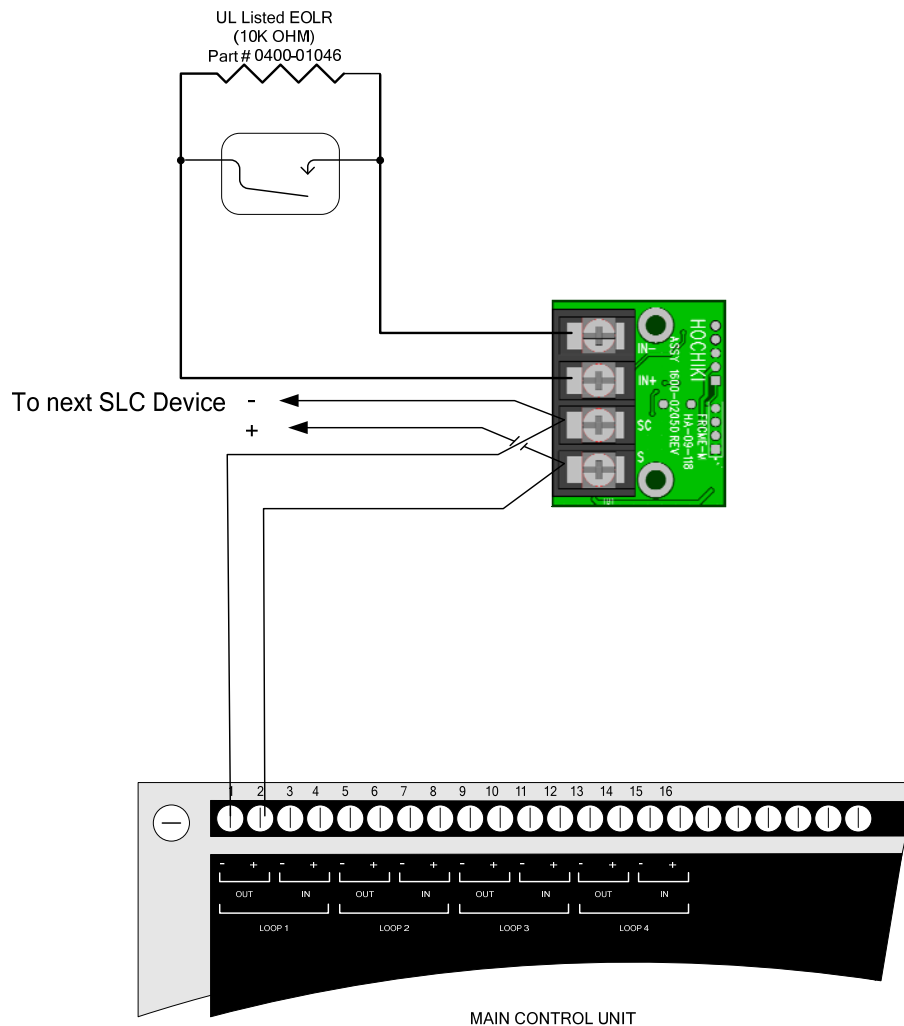 UL Listed EOLR
(10K OHM)
Part # 0400-01046
HOCHIKI
ASSY 1600-02050 REV
FRCME-M
HA-09-118
IN-
IN+
SC
S
To next SLC Device -
+
1 2 3 4 5 6 7 8 9 10 11 12 13 14 15 16
- + - + - + - + - + - + - + - +
OUT IN OUT IN OUT IN OUT IN
LOOP 1 LOOP 2 LOOP 3 LOOP 4
MAIN CONTROL UNIT